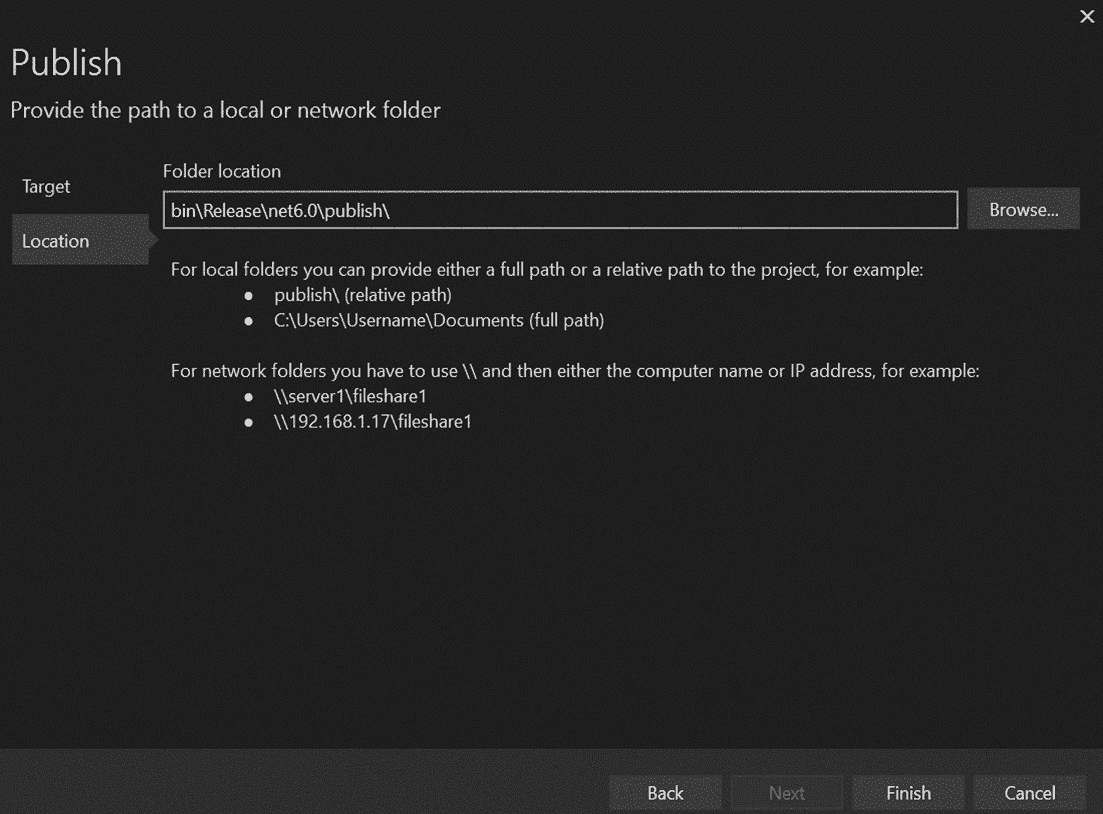 Publish
Provide the path to a local or network folder
Target
Location
Folder location
bin\Release\net6.0\publish\
Browse...
For local folders you can provide either a full path or a relative path to the project, for example:
● publish\ (relative path)
● C:\Users\Username\Documents (full path)
For network folders you have to use \\ and then either the computer name or IP address, for example:
● \\server1\fileshare1
● \\192.168.1.17\fileshare1
Back Next Finish Cancel